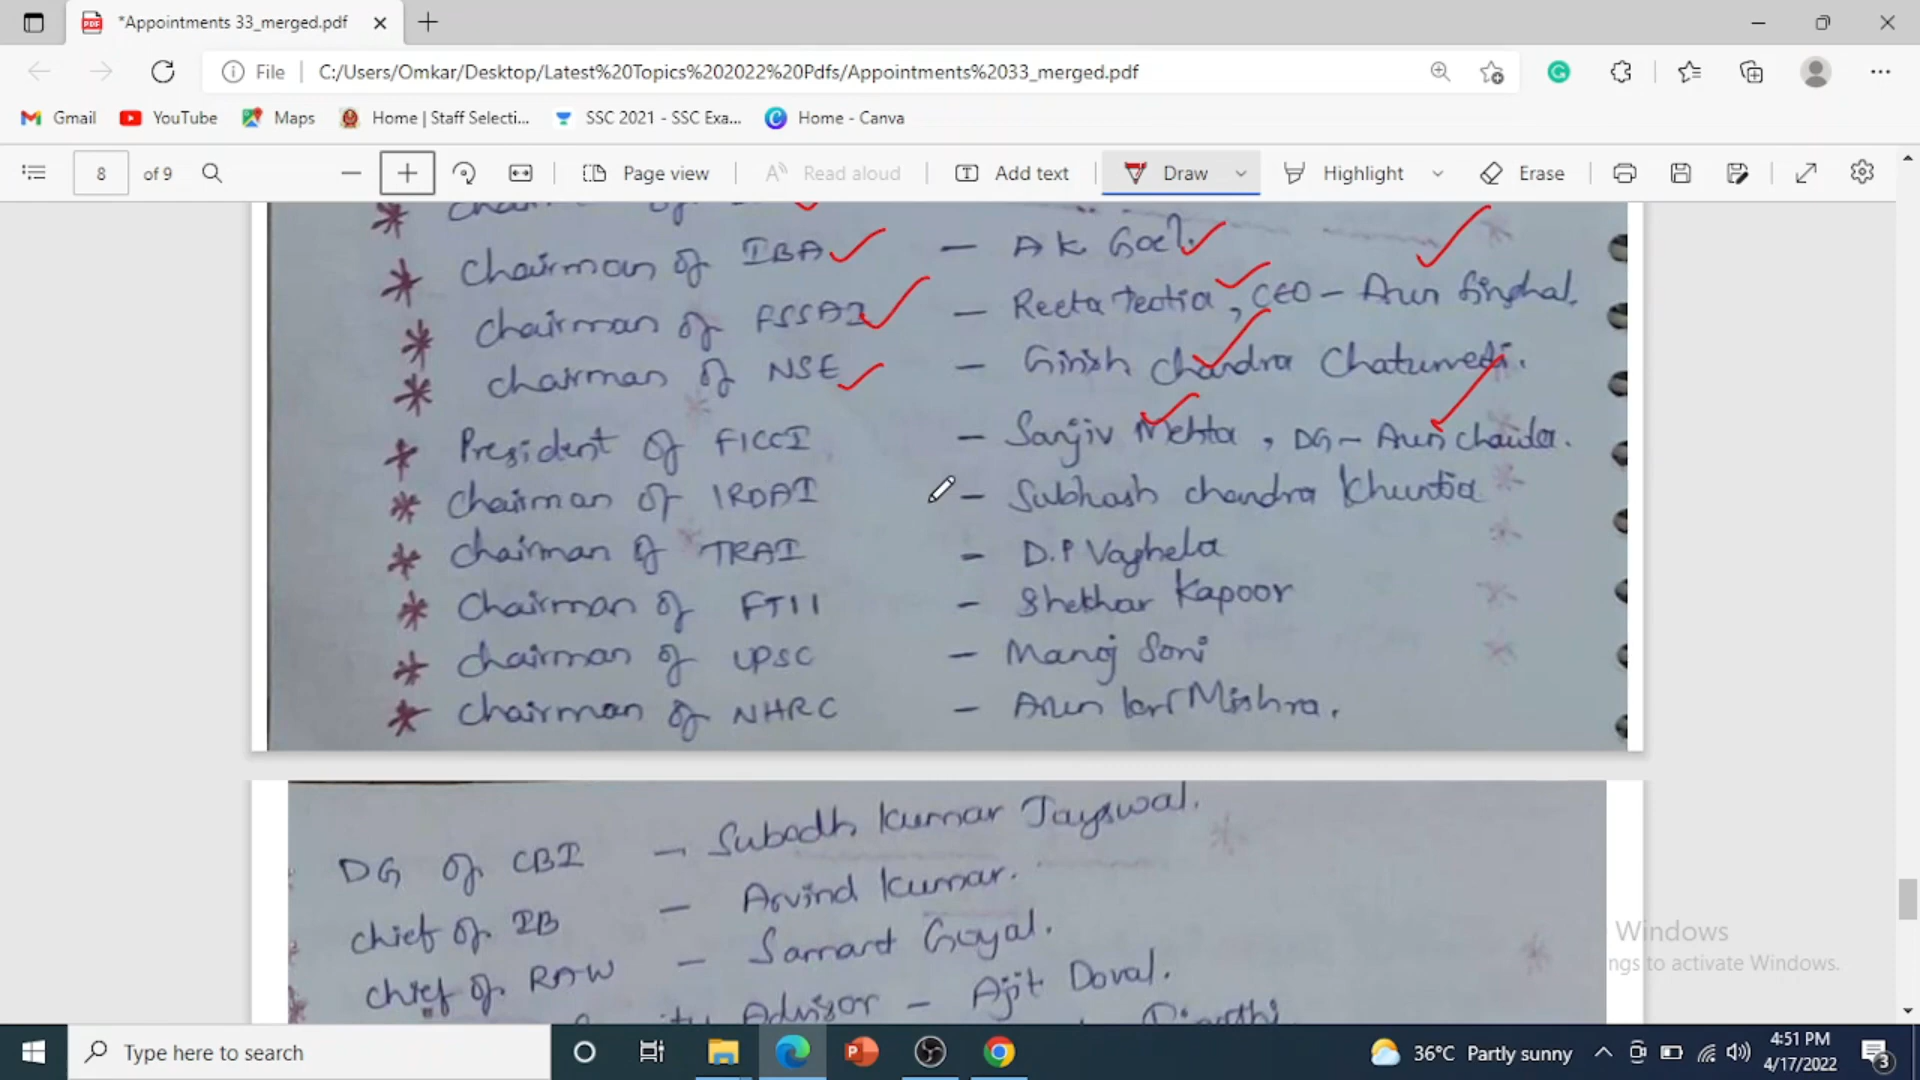 *Appointments 33_merged.pdf
File
C:/Users/Omkar/Desktop/Latest%20Topics%202022%20Pdfs/Appointments%2033_merged.pdf
Gmail
YouTube
Maps
Home | Staff Selecti...
SSC 2021 - SSC Exa...
Home - Canva
8 of 9
Page view
Read aloud
Add text
Draw
Highlight
Erase
Chairman of IBA - A K Goel.
Chairman of FSSAI - Reeta Teotia, CEO - Arun Singhal.
Chairman of NSE - Girish Chandra Chaturvedi.
President of FICCI - Sanjiv Mehta, DG - Arun Chawla.
Chairman of IRDAI - Subhash Chandra Khuntia
Chairman of TRAI - D.P Vaghela
Chairman of FTII - Shekhar Kapoor
Chairman of UPSC - Manoj Soni
Chairman of NHRC - Arun Mishra.
DG of CBI - Subodh Kumar Jayswal.
Chief of IB - Arvind Kumar.
Chief of RAW - Samant Goyal.
Advisor - Ajit Doval.
Windows
ngs to activate Windows.
Type here to search
36°C Partly sunny
4:51 PM
4/17/2022
3